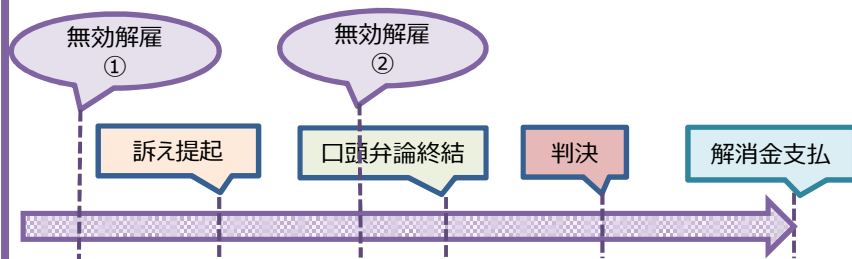 無効解雇
①
無効解雇
②
訴え提起
口頭弁論終結
判決
解消金支払